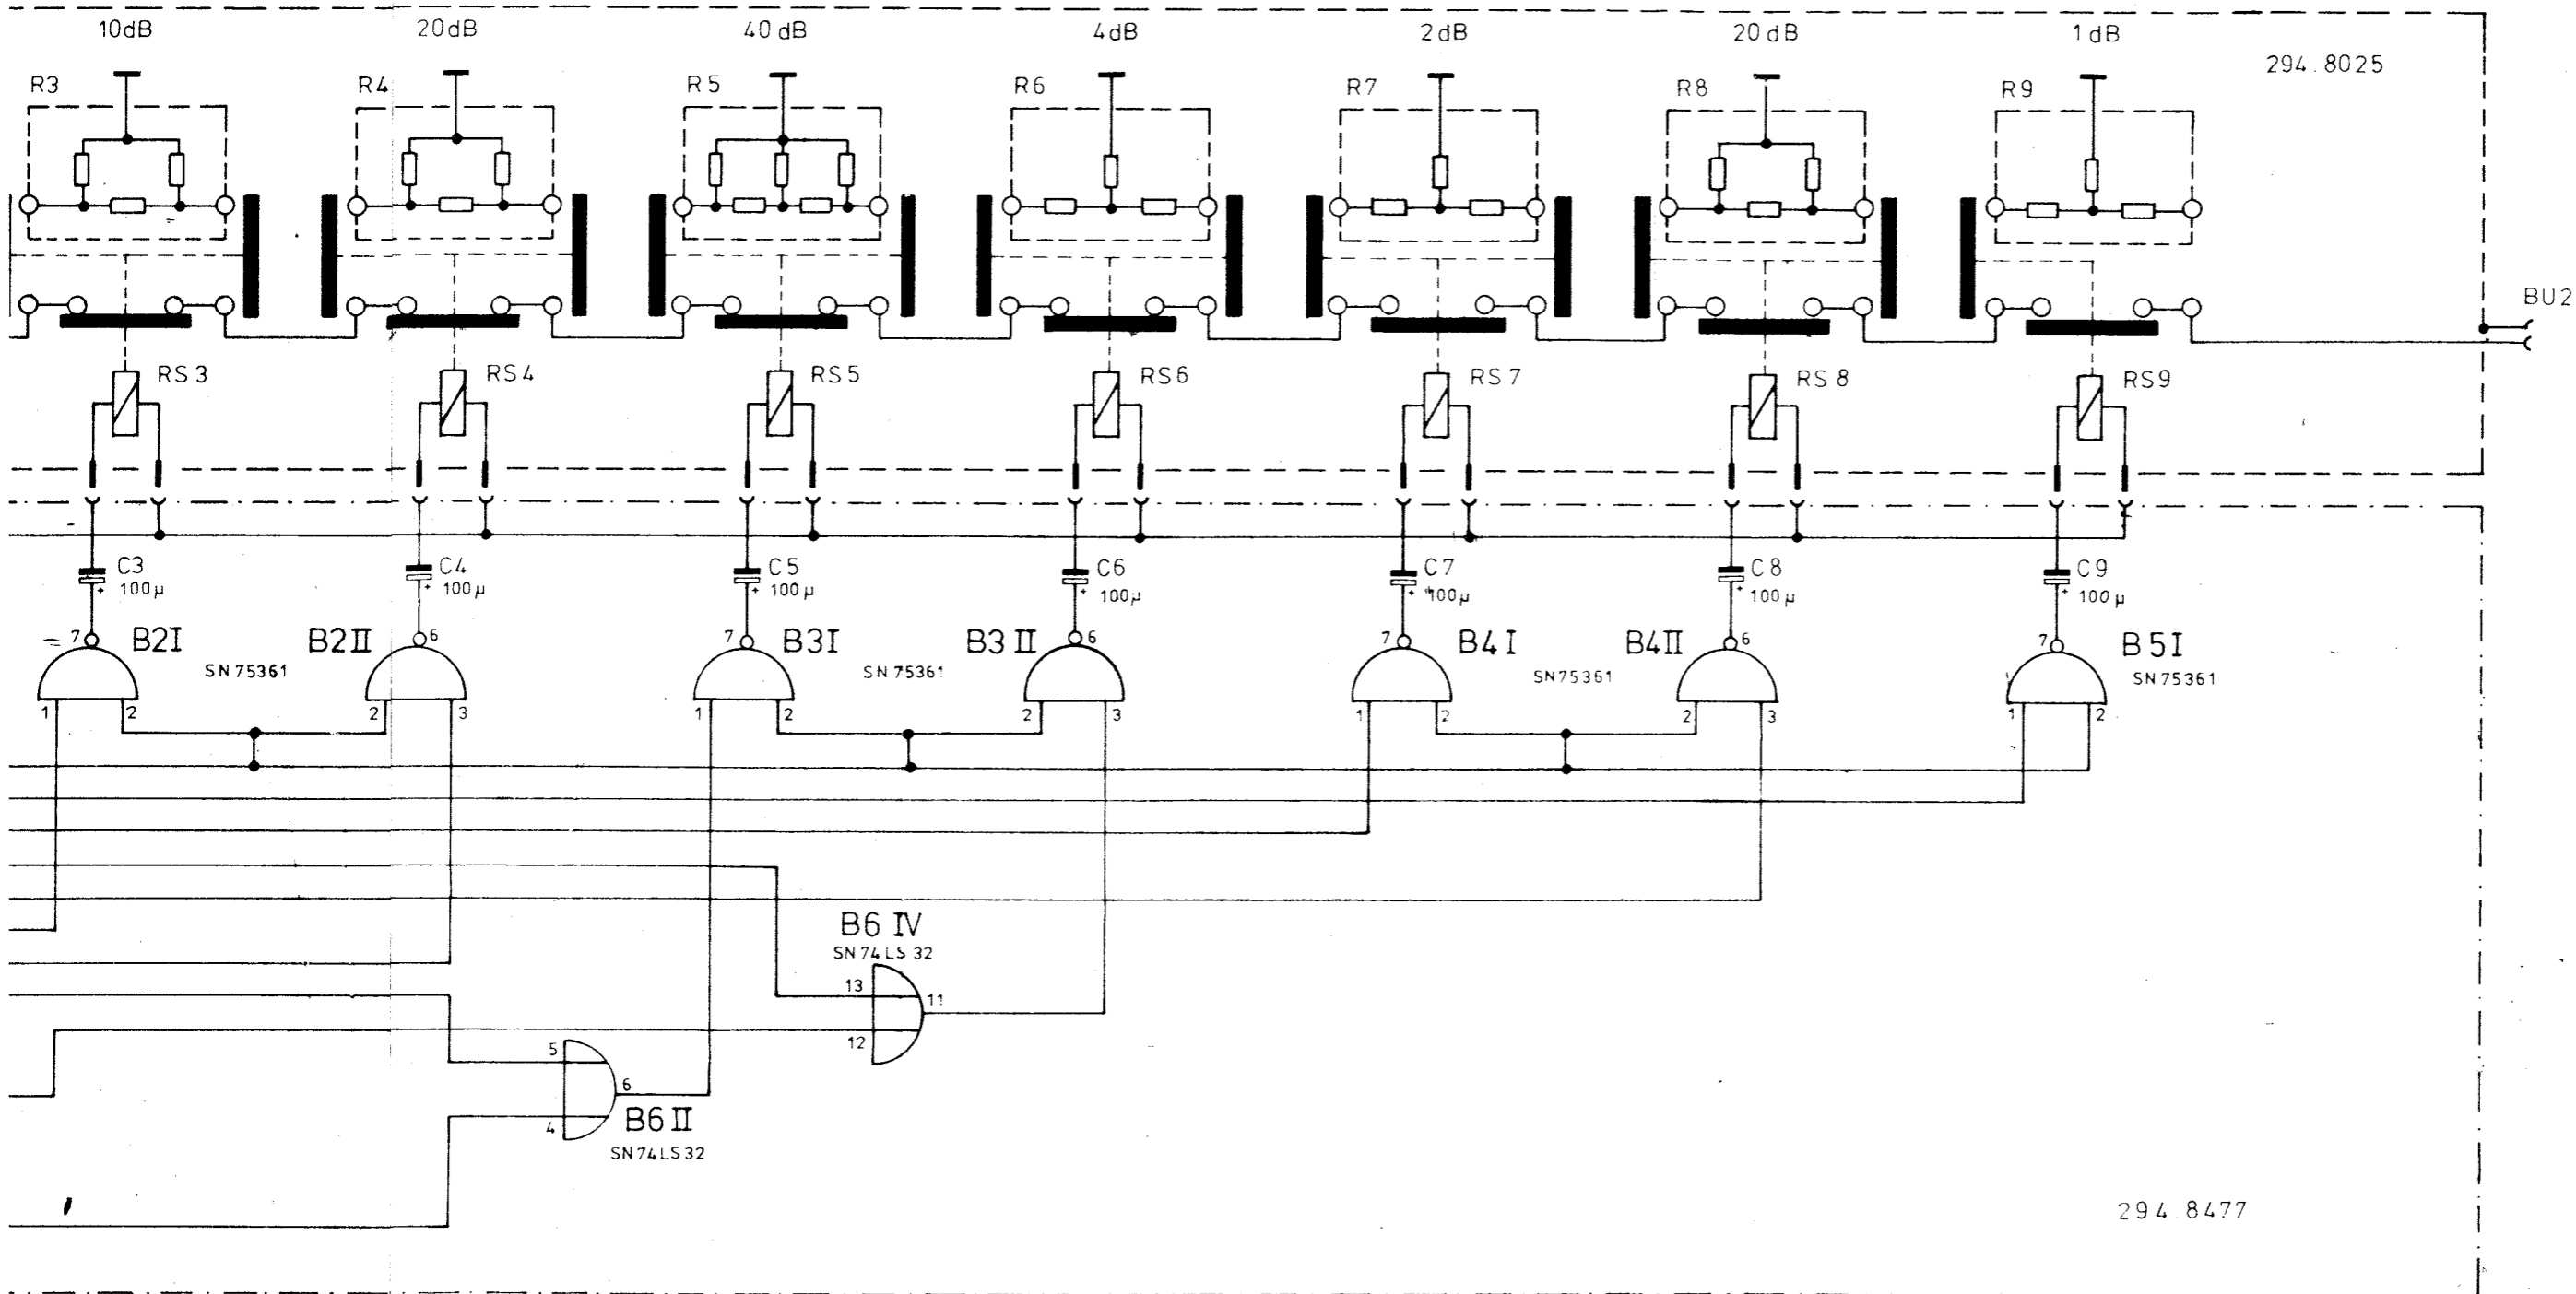 10dB 20dB 40dB 4dB 2dB 20dB 1dB
294.8025
R3 R4 R5 R6 R7 R8 R9
BU2
RS3 RS4 RS5 RS6 RS7 RS8 RS9
C3 C4 C5 C6 C7 C8 C9
+ 100µ + 100µ + 100µ + 100µ + 100µ + 100µ + 100µ
7 B2I B2II 6 7 B3I B3II 6 7 B4I B4II 6 7 B5I
SN75361 SN75361 SN75361 SN75361
1 2 2 3 1 2 2 3 1 2 2 3 1 2
B6 IV
SN74LS32
13 11
12
5
6
B6II
4
SN74LS32
294.8477